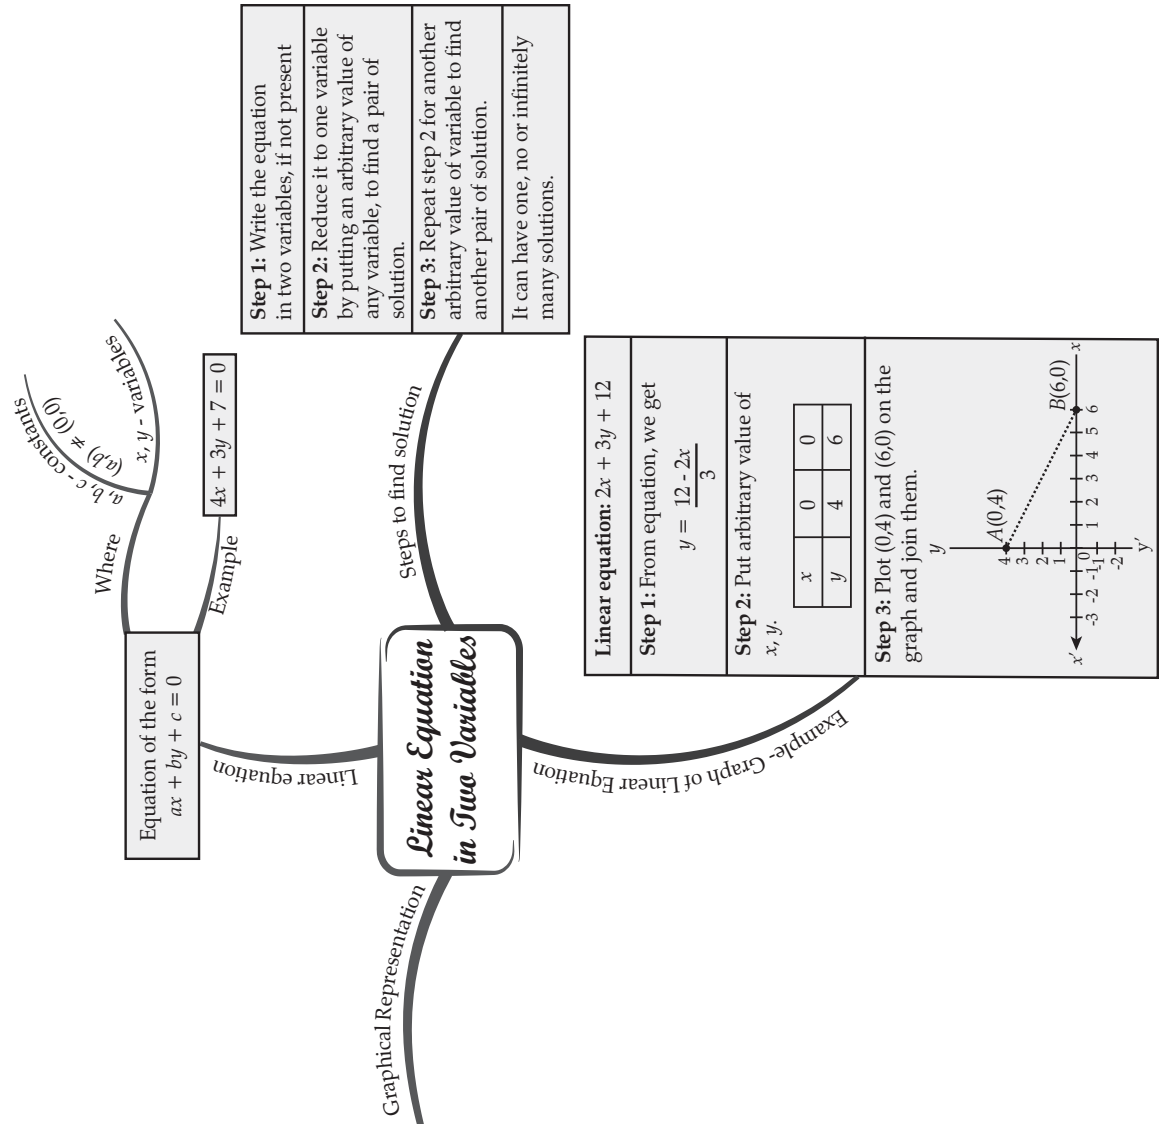 Linear Equation
in Two Variables
Linear equation
Equation of the form
ax + by + c = 0
Where
a, b, c - constants
(a,b) ≠ (0,0)
x, y - variables
Example
4x + 3y + 7 = 0
Steps to find solution
Step 1: Write the equation
in two variables, if not present
Step 2: Reduce it to one variable
by putting an arbitrary value of
any variable, to find a pair of
solution.
Step 3: Repeat step 2 for another
arbitrary value of variable to find
another pair of solution.
It can have one, no or infinitely
many solutions.
Graphical Representation
Example- Graph of Linear Equation
Linear equation: 2x + 3y + 12
Step 1: From equation, we get
y = 12 - 2x
3
Step 2: Put arbitrary value of
x, y.
x 0 0
y 4 6
Step 3: Plot (0,4) and (6,0) on the
graph and join them.
y
4 A(0,4)
3
2
1
B(6,0)
x' -3 -2 -1 0 1 2 3 4 5 6 x
-1
-2
y'